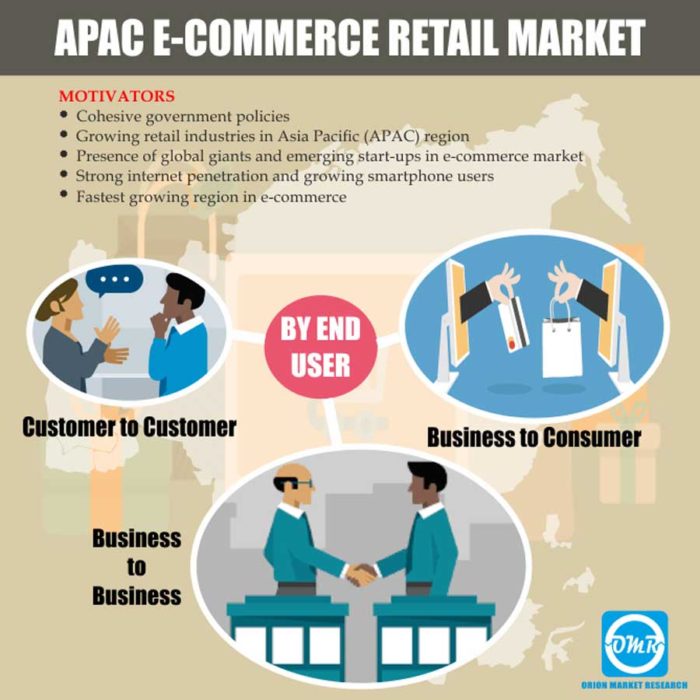 APAC E-COMMERCE RETAIL MARKET
MOTIVATORS
• Cohesive government policies
• Growing retail industries in Asia Pacific (APAC) region
• Presence of global giants and emerging start-ups in e-commerce market
• Strong internet penetration and growing smartphone users
• Fastest growing region in e-commerce
BY END
USER
Customer to Customer
Business to Consumer
Business
to
Business
OMR
ORION MARKET RESEARCH